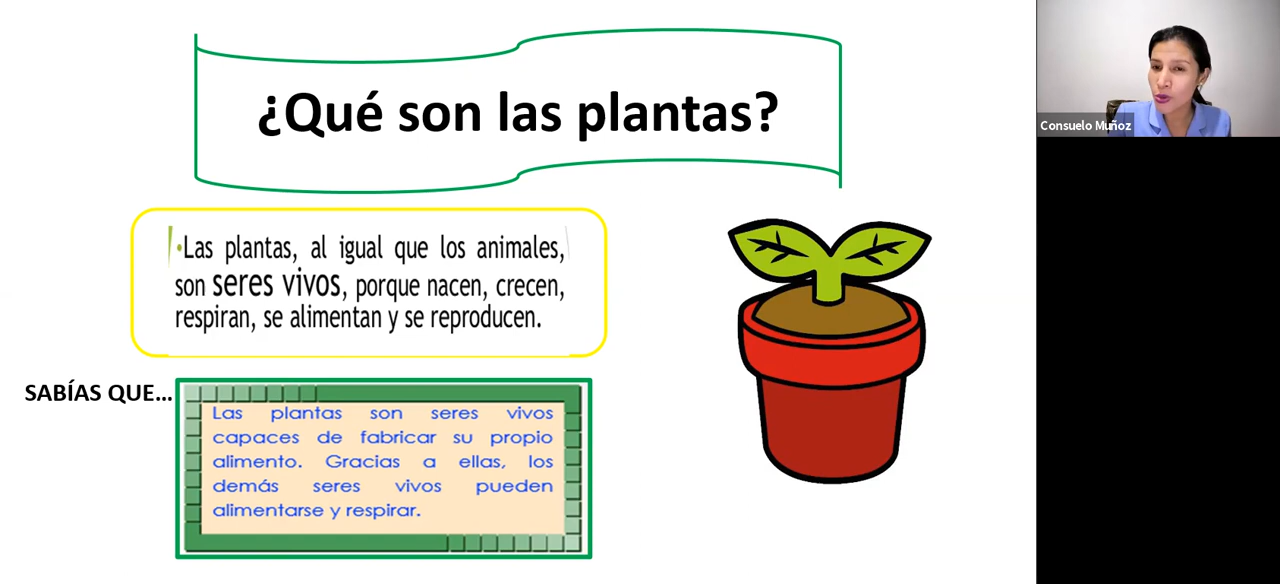 ¿Qué son las plantas?
Consuelo Muñoz
•Las plantas, al igual que los animales,
son seres vivos, porque nacen, crecen,
respiran, se alimentan y se reproducen.
SABÍAS QUE...
Las plantas son seres vivos
capaces de fabricar su propio
alimento. Gracias a ellas, los
demás seres vivos pueden
alimentarse y respirar.